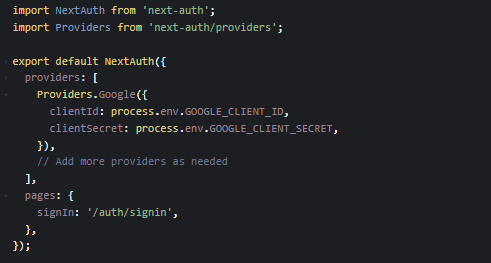 import NextAuth from 'next-auth';
import Providers from 'next-auth/providers';

export default NextAuth({
  providers: [
    Providers.Google({
      clientId: process.env.GOOGLE_CLIENT_ID,
      clientSecret: process.env.GOOGLE_CLIENT_SECRET,
    }),
    // Add more providers as needed
  ],
  pages: {
    signIn: '/auth/signin',
  },
});